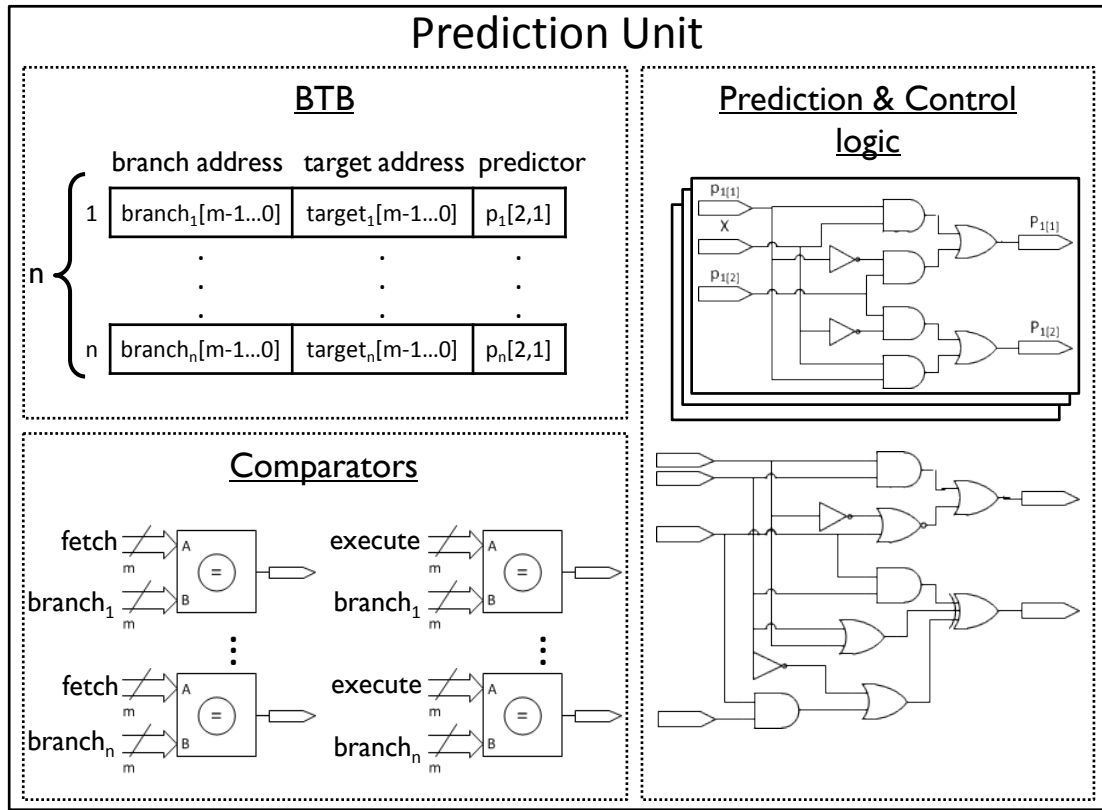 Prediction Unit
BTB
branch address target address predictor
1 branch₁[m-1...0] target₁[m-1...0] p₁[2,1]
. . .
n . . .
. . .
n branchₙ[m-1...0] targetₙ[m-1...0] pₙ[2,1]
Comparators
fetch A
m =
branch₁ B
m
execute A
m =
branch₁ B
m
⋮ ⋮
fetch A
m =
branchₙ B
m
execute A
m =
branchₙ B
m
Prediction & Control
logic
p₁[1]
X P₁[1]
p₁[2]
P₁[2]